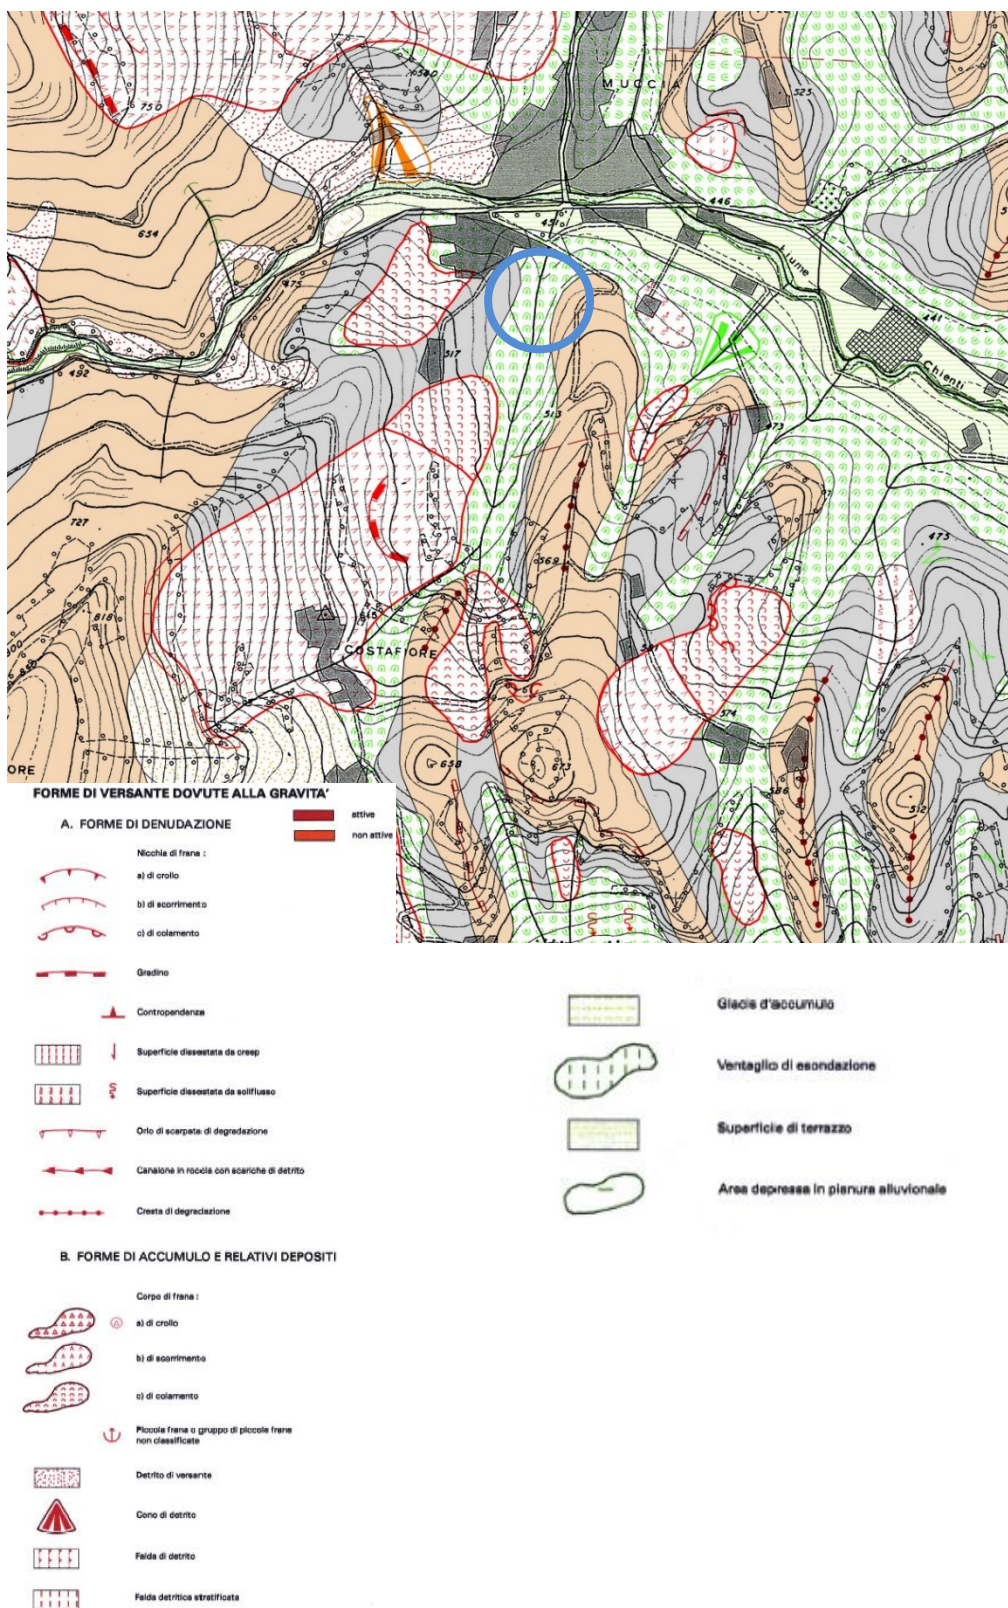 750
540
MUCCIA
525
654
446
451
fiume
475
441
492
517
Chienti
513
473
727
475
569
818
615
COSTAFIORE
581
574
ORE
658
673
586
512
FORME DI VERSANTE DOVUTE ALLA GRAVITA'
A. FORME DI DENUDAZIONE
attive
non attive
Nicchia di frana :
a) di crollo
b) di scorrimento
c) di colamento
Gradino
Contropendenza
Superficie dissestata da creep
Superficie dissestata da soliflusso
Orlo di scarpata di degradazione
Canalone in roccia con scariche di detrito
Cresta di degradazione
Glacis d'accumulo
Ventaglio di esondazione
Superficie di terrazzo
Area depressa in pianura alluvionale
B. FORME DI ACCUMULO E RELATIVI DEPOSITI
Corpo di frana :
a) di crollo
b) di scorrimento
c) di colamento
Piccola frana o gruppo di piccole frane
non classificate
Detrito di versante
Cono di detrito
Falda di detrito
Falda detritica stratificata